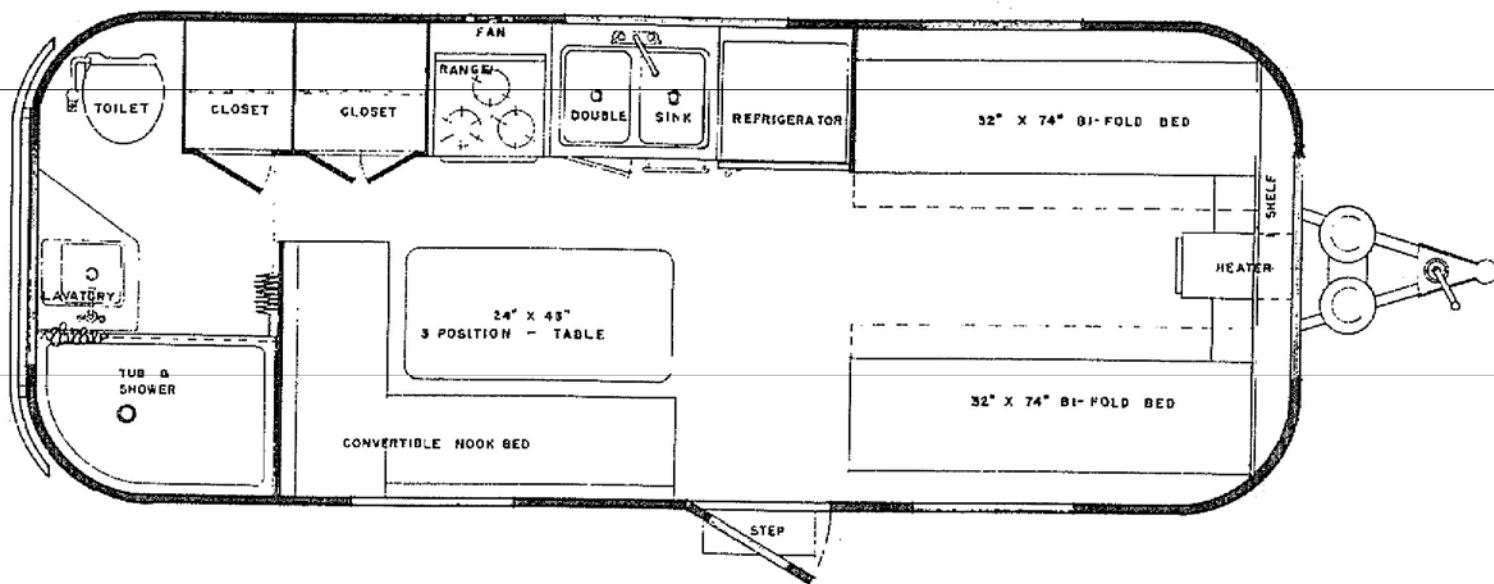 FAN
RANGE
TOILET
CLOSET
CLOSET
DOUBLE SINK
REFRIGERATOR
32" X 74" BI-FOLD BED
SHELF
HEATER
LAVATORY
24" X 43"
3 POSITION - TABLE
TUB &
SHOWER
32" X 74" BI-FOLD BED
CONVERTIBLE NOOK BED
STEP